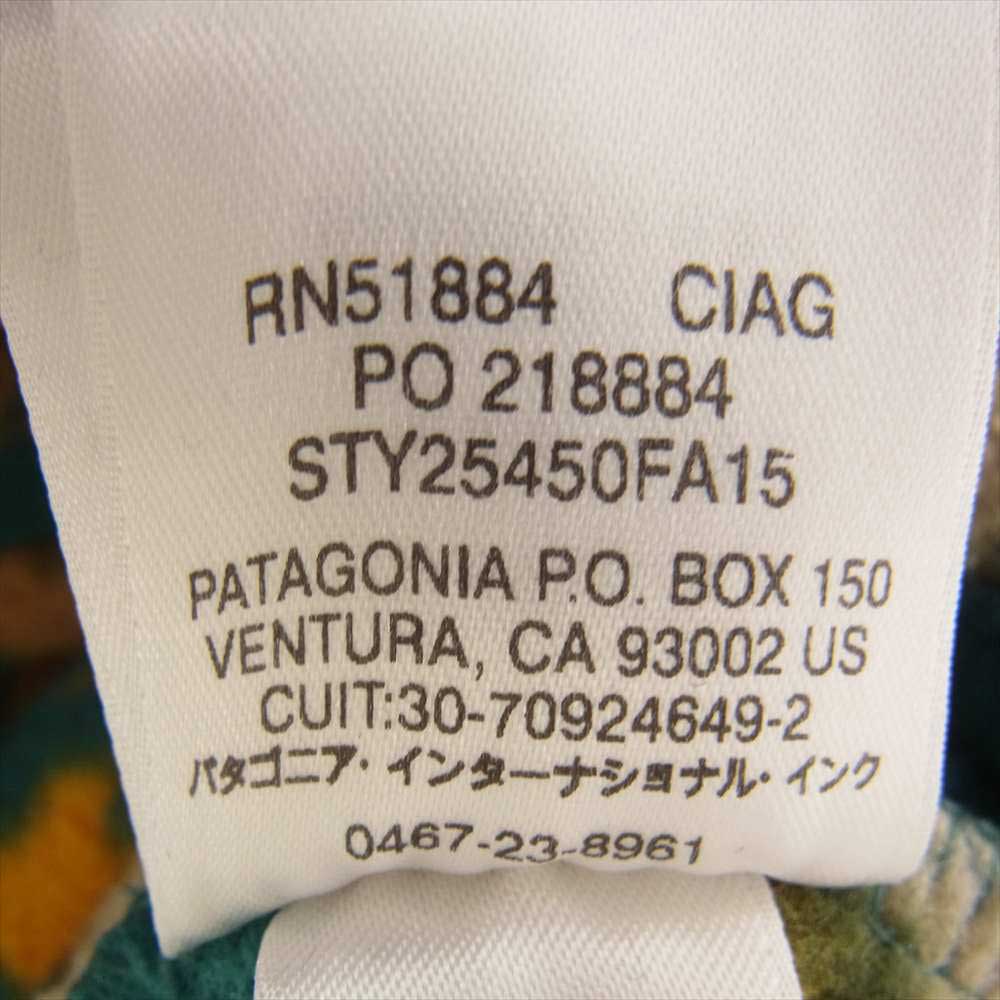 RN51884 CIAG
PO 218884
STY25450FA15
PATAGONIA P.O. BOX 150
VENTURA, CA 93002 US
CUIT:30-70924649-2
パタゴニア・インターナショナル・インク
0467-23-8961